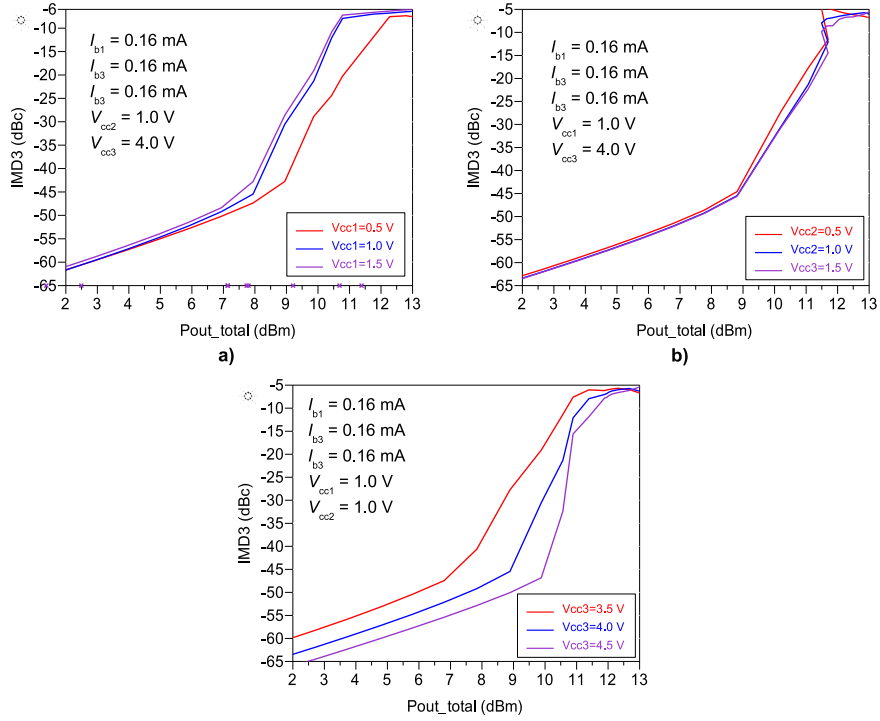 -6
-10
-15
-20
-25
-30
-35
-40
-45
-50
-55
-60
-65
IMD3 (dBc)
I_b1 = 0.16 mA
I_b3 = 0.16 mA
I_b3 = 0.16 mA
V_cc2 = 1.0 V
V_cc3 = 4.0 V
Vcc1=0.5 V
Vcc1=1.0 V
Vcc1=1.5 V
2 3 4 5 6 7 8 9 10 11 12 13
Pout_total (dBm)
a)
-5
-10
-15
-20
-25
-30
-35
-40
-45
-50
-55
-60
-65
IMD3 (dBc)
I_b1 = 0.16 mA
I_b3 = 0.16 mA
I_b3 = 0.16 mA
V_cc1 = 1.0 V
V_cc3 = 4.0 V
Vcc2=0.5 V
Vcc2=1.0 V
Vcc3=1.5 V
2 3 4 5 6 7 8 9 10 11 12 13
Pout_total (dBm)
b)
-5
-10
-15
-20
-25
-30
-35
-40
-45
-50
-55
-60
-65
IMD3 (dBc)
I_b1 = 0.16 mA
I_b3 = 0.16 mA
I_b3 = 0.16 mA
V_cc1 = 1.0 V
V_cc2 = 1.0 V
Vcc3=3.5 V
Vcc3=4.0 V
Vcc3=4.5 V
2 3 4 5 6 7 8 9 10 11 12 13
Pout_total (dBm)